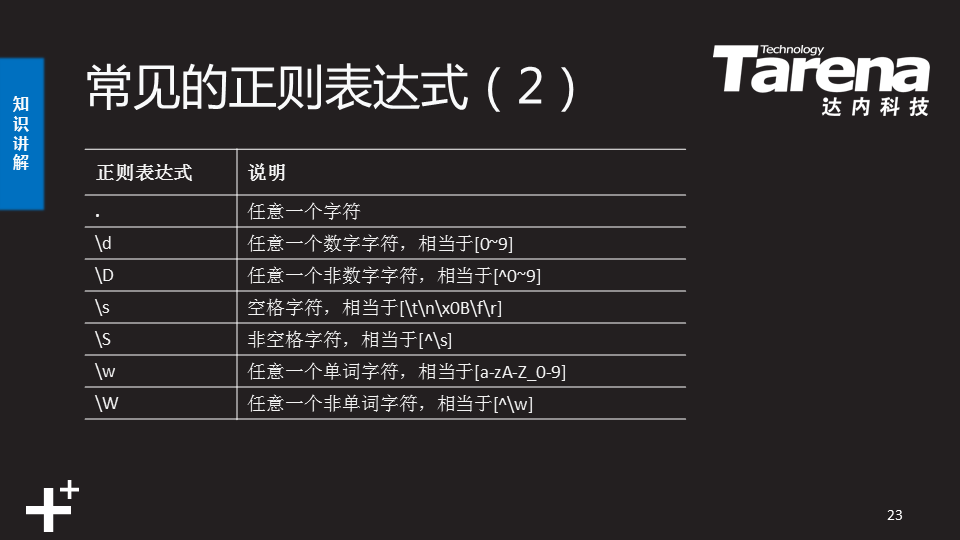 知识讲解
常见的正则表达式（2）
Technology
Tarena
达内科技
正则表达式 说明
. 任意一个字符
\d 任意一个数字字符，相当于[0~9]
\D 任意一个非数字字符，相当于[^0~9]
\s 空格字符，相当于[\t\n\x0B\f\r]
\S 非空格字符，相当于[^\s]
\w 任意一个单词字符，相当于[a-zA-Z_0-9]
\W 任意一个非单词字符，相当于[^\w]
23